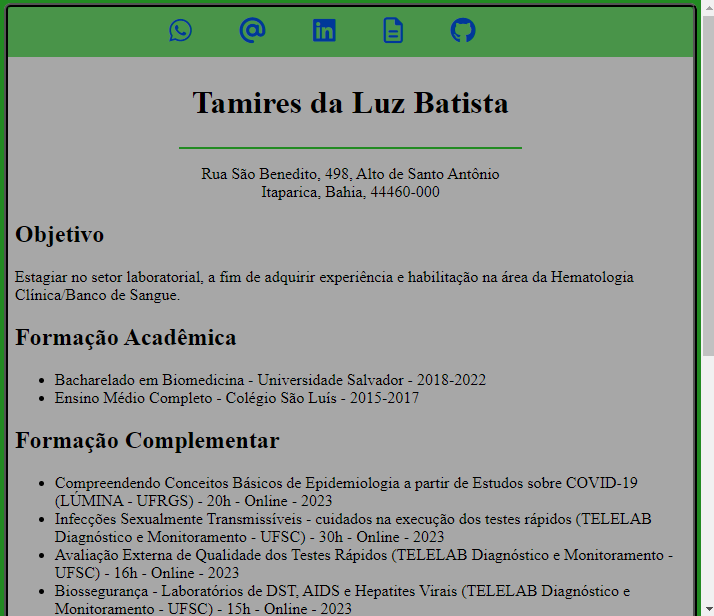 Tamires da Luz Batista
Rua São Benedito, 498, Alto de Santo Antônio
Itaparica, Bahia, 44460-000
Objetivo
Estagiar no setor laboratorial, a fim de adquirir experiência e habilitação na área da Hematologia
Clínica/Banco de Sangue.
Formação Acadêmica
• Bacharelado em Biomedicina - Universidade Salvador - 2018-2022
• Ensino Médio Completo - Colégio São Luís - 2015-2017
Formação Complementar
• Compreendendo Conceitos Básicos de Epidemiologia a partir de Estudos sobre COVID-19
(LÚMINA - UFRGS) - 20h - Online - 2023
• Infecções Sexualmente Transmissíveis - cuidados na execução dos testes rápidos (TELELAB
Diagnóstico e Monitoramento - UFSC) - 30h - Online - 2023
• Avaliação Externa de Qualidade dos Testes Rápidos (TELELAB Diagnóstico e Monitoramento -
UFSC) - 16h - Online - 2023
• Biossegurança - Laboratórios de DST, AIDS e Hepatites Virais (TELELAB Diagnóstico e
Monitoramento - UFSC) - 15h - Online - 2023